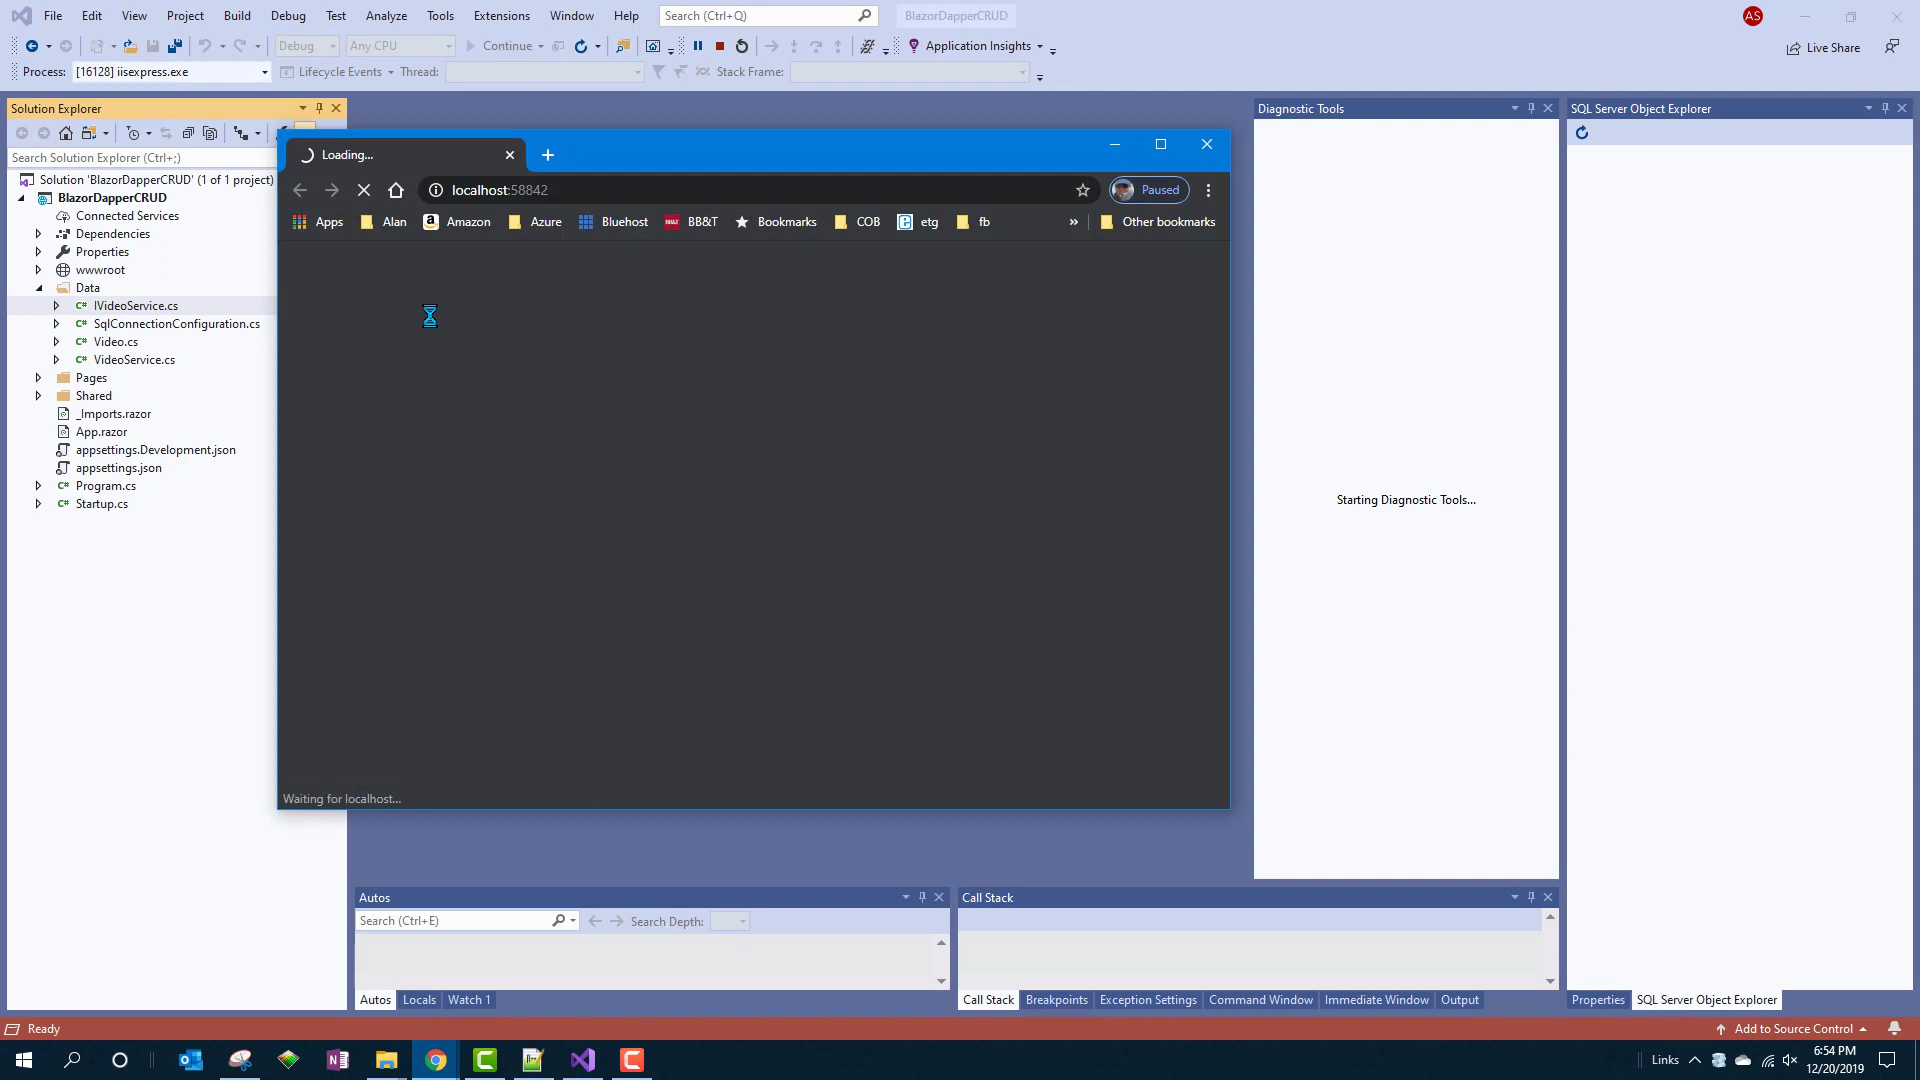 File Edit View Project Build Debug Test Analyze Tools Extensions Window Help Search (Ctrl+Q) BlazorDapperCRUD AS
Debug Any CPU Continue Application Insights Live Share
Process: [16128] iisexpress.exe Lifecycle Events Thread: Stack Frame:
Solution Explorer
Search Solution Explorer (Ctrl+;)
Solution 'BlazorDapperCRUD' (1 of 1 project)
BlazorDapperCRUD
Connected Services
Dependencies
Properties
wwwroot
Data
IVideoService.cs
SqlConnectionConfiguration.cs
Video.cs
VideoService.cs
Pages
Shared
_Imports.razor
App.razor
appsettings.Development.json
appsettings.json
Program.cs
Startup.cs
Loading...
localhost:58842 Paused
Apps Alan Amazon Azure Bluehost BB&T Bookmarks COB etg fb » Other bookmarks
Waiting for localhost...
Diagnostic Tools
Starting Diagnostic Tools...
SQL Server Object Explorer
Autos
Search (Ctrl+E) Search Depth:
Autos Locals Watch 1
Call Stack
Call Stack Breakpoints Exception Settings Command Window Immediate Window Output
Properties SQL Server Object Explorer
Ready Add to Source Control
Links 6:54 PM
12/20/2019